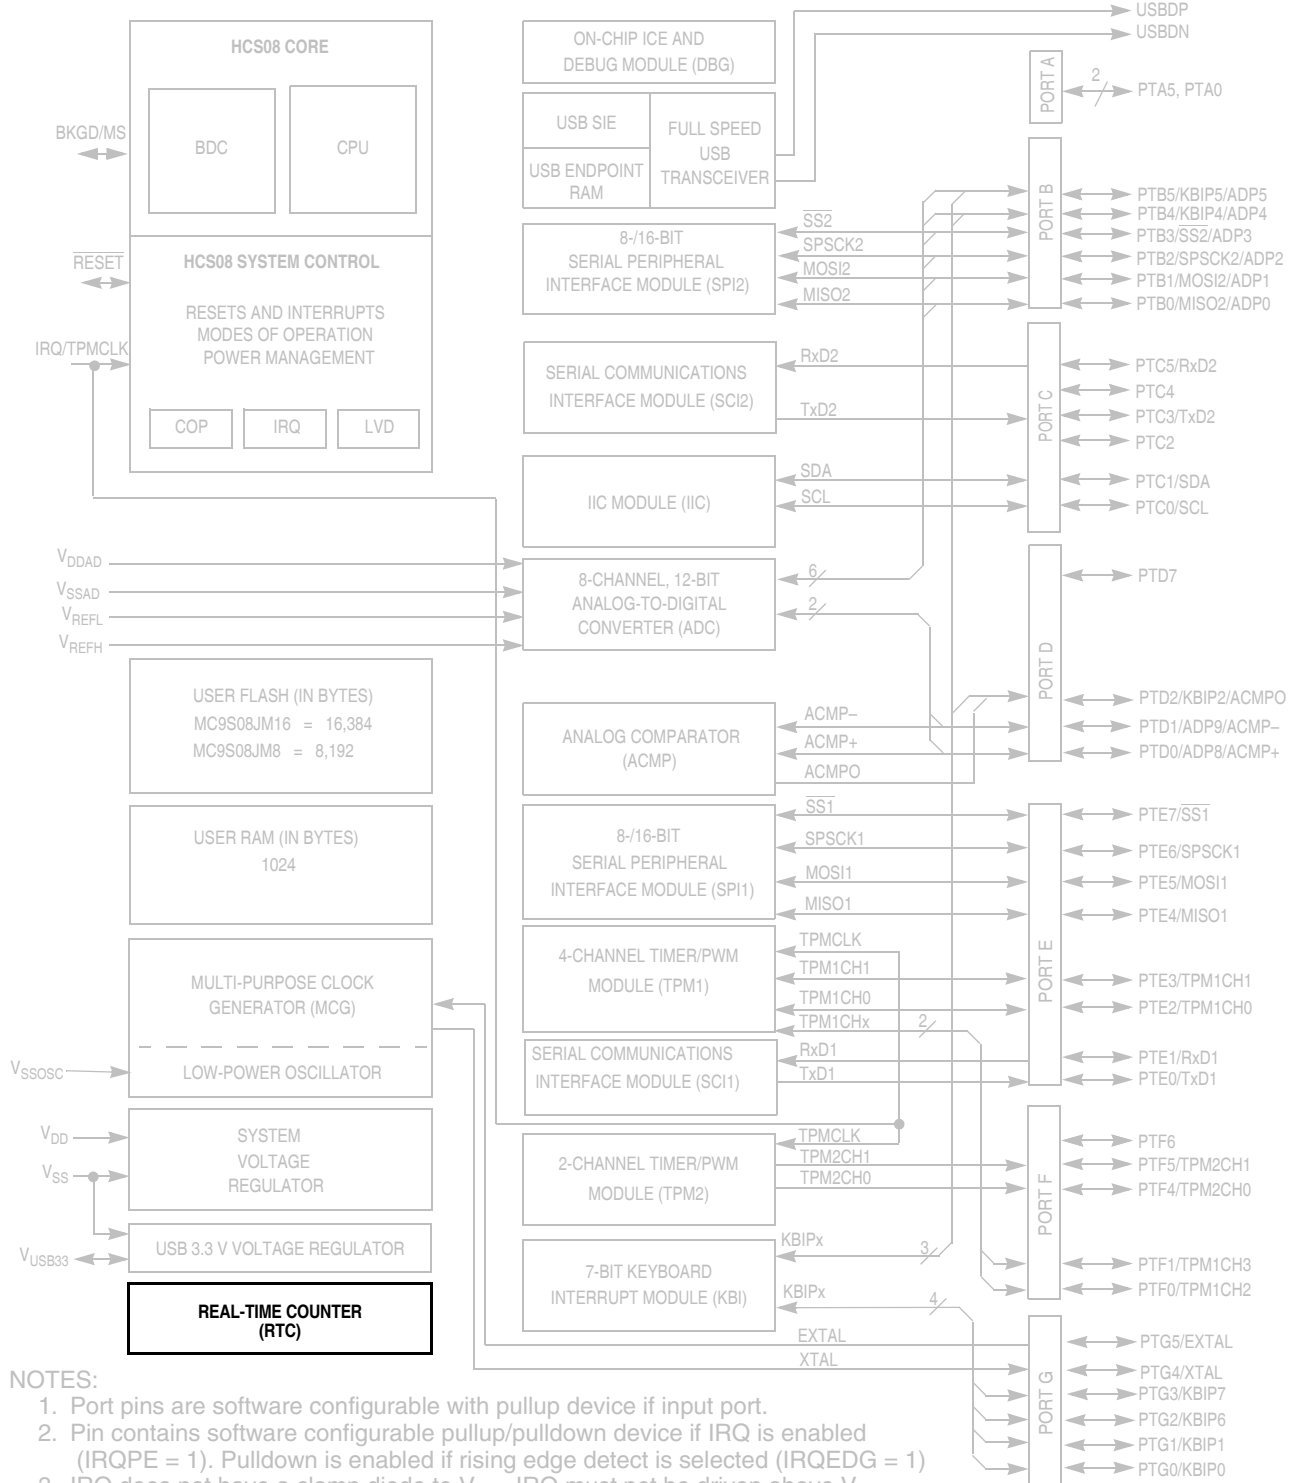 HCS08 CORE
BDC
CPU
BKGD/MS
RESET
HCS08 SYSTEM CONTROL
RESETS AND INTERRUPTS
MODES OF OPERATION
POWER MANAGEMENT
IRQ/TPMCLK
COP
IRQ
LVD
VDDAD
VSSAD
VREFL
VREFH
USER FLASH (IN BYTES)
MC9S08JM16 = 16,384
MC9S08JM8 = 8,192
USER RAM (IN BYTES)
1024
MULTI-PURPOSE CLOCK
GENERATOR (MCG)
LOW-POWER OSCILLATOR
VSSOSC
VDD
VSS
SYSTEM
VOLTAGE
REGULATOR
VUSB33
USB 3.3 V VOLTAGE REGULATOR
REAL-TIME COUNTER
(RTC)
ON-CHIP ICE AND
DEBUG MODULE (DBG)
USB SIE
USB ENDPOINT
RAM
FULL SPEED
USB
TRANSCEIVER
8-/16-BIT
SERIAL PERIPHERAL
INTERFACE MODULE (SPI2)
SS2
SPSCK2
MOSI2
MISO2
SERIAL COMMUNICATIONS
INTERFACE MODULE (SCI2)
RxD2
TxD2
IIC MODULE (IIC)
SDA
SCL
8-CHANNEL, 12-BIT
ANALOG-TO-DIGITAL
CONVERTER (ADC)
6
2
ANALOG COMPARATOR
(ACMP)
ACMP–
ACMP+
ACMPO
8-/16-BIT
SERIAL PERIPHERAL
INTERFACE MODULE (SPI1)
SS1
SPSCK1
MOSI1
MISO1
4-CHANNEL TIMER/PWM
MODULE (TPM1)
TPMCLK
TPM1CH1
TPM1CH0
TPM1CHx
2
SERIAL COMMUNICATIONS
INTERFACE MODULE (SCI1)
RxD1
TxD1
2-CHANNEL TIMER/PWM
MODULE (TPM2)
TPMCLK
TPM2CH1
TPM2CH0
7-BIT KEYBOARD
INTERRUPT MODULE (KBI)
KBIPx
3
KBIPx
4
EXTAL
XTAL
USBDP
USBDN
PORT A
2
PTA5, PTA0
PORT B
PTB5/KBIP5/ADP5
PTB4/KBIP4/ADP4
PTB3/SS2/ADP3
PTB2/SPSCK2/ADP2
PTB1/MOSI2/ADP1
PTB0/MISO2/ADP0
PORT C
PTC5/RxD2
PTC4
PTC3/TxD2
PTC2
PTC1/SDA
PTC0/SCL
PORT D
PTD7
PTD2/KBIP2/ACMPO
PTD1/ADP9/ACMP–
PTD0/ADP8/ACMP+
PORT E
PTE7/SS1
PTE6/SPSCK1
PTE5/MOSI1
PTE4/MISO1
PTE3/TPM1CH1
PTE2/TPM1CH0
PTE1/RxD1
PTE0/TxD1
PORT F
PTF6
PTF5/TPM2CH1
PTF4/TPM2CH0
PTF1/TPM1CH3
PTF0/TPM1CH2
PORT G
PTG5/EXTAL
PTG4/XTAL
PTG3/KBIP7
PTG2/KBIP6
PTG1/KBIP1
PTG0/KBIP0
NOTES:
1. Port pins are software configurable with pullup device if input port.
2. Pin contains software configurable pullup/pulldown device if IRQ is enabled
(IRQPE = 1). Pulldown is enabled if rising edge detect is selected (IRQEDG = 1)
3. IRQ does not have a clamp diode to V IRQ must not be driven above V